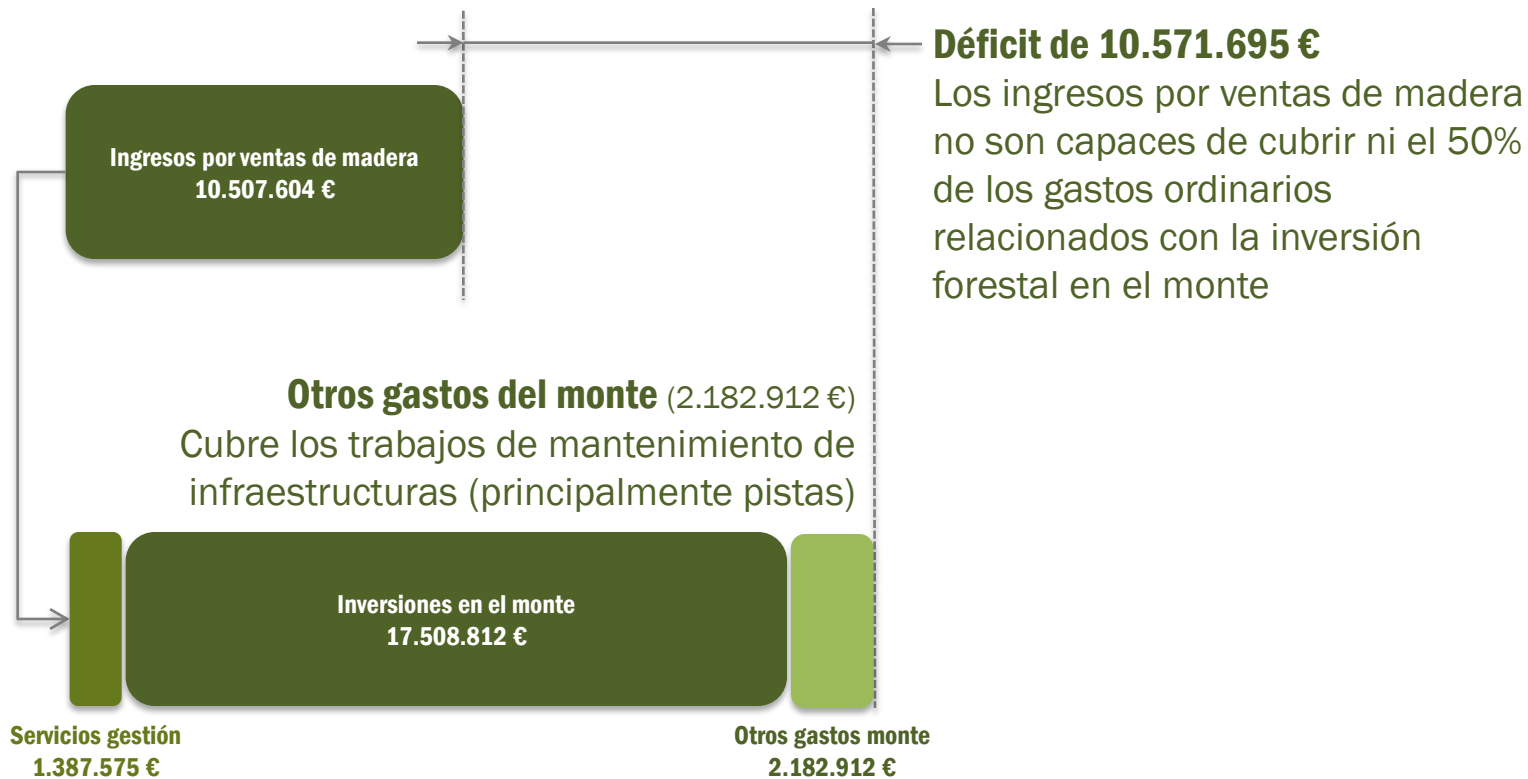 Déficit de 10.571.695 €
Los ingresos por ventas de madera
no son capaces de cubrir ni el 50%
de los gastos ordinarios
relacionados con la inversión
forestal en el monte
Ingresos por ventas de madera
10.507.604 €
Otros gastos del monte (2.182.912 €)
Cubre los trabajos de mantenimiento de
infraestructuras (principalmente pistas)
Inversiones en el monte
17.508.812 €
Servicios gestión
1.387.575 €
Otros gastos monte
2.182.912 €